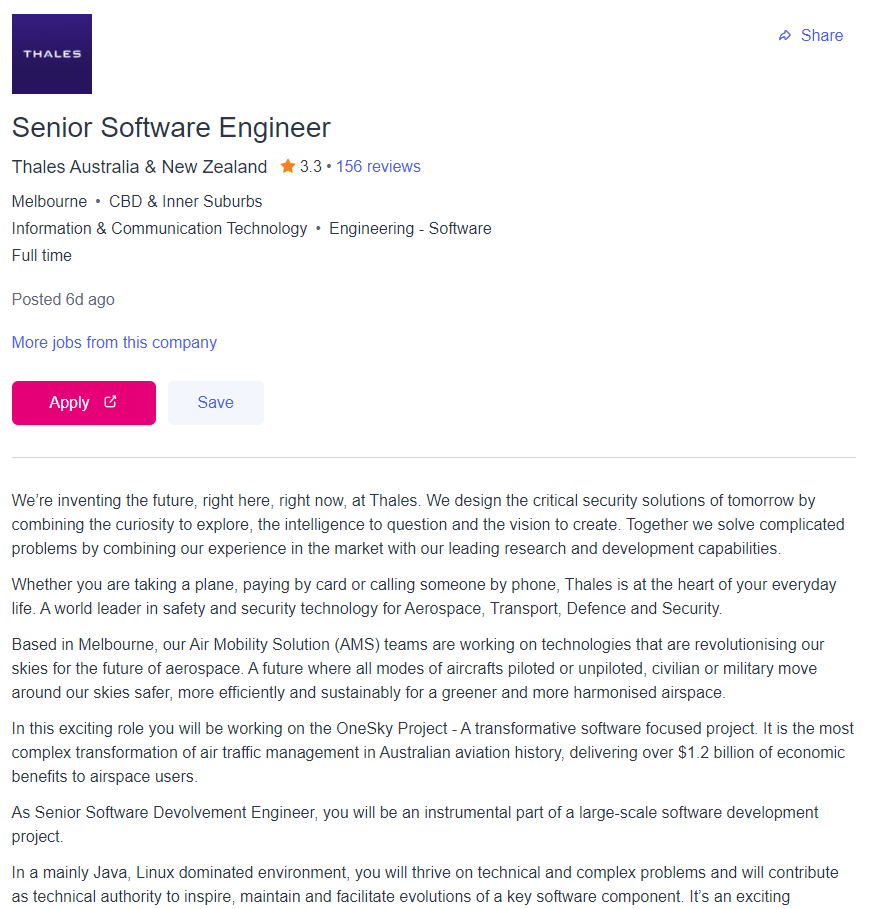 THALES
Share
Senior Software Engineer
Thales Australia & New Zealand 3.3 • 156 reviews
Melbourne • CBD & Inner Suburbs
Information & Communication Technology • Engineering - Software
Full time
Posted 6d ago
More jobs from this company
Apply
Save
We’re inventing the future, right here, right now, at Thales. We design the critical security solutions of tomorrow by
combining the curiosity to explore, the intelligence to question and the vision to create. Together we solve complicated
problems by combining our experience in the market with our leading research and development capabilities.
Whether you are taking a plane, paying by card or calling someone by phone, Thales is at the heart of your everyday
life. A world leader in safety and security technology for Aerospace, Transport, Defence and Security.
Based in Melbourne, our Air Mobility Solution (AMS) teams are working on technologies that are revolutionising our
skies for the future of aerospace. A future where all modes of aircrafts piloted or unpiloted, civilian or military move
around our skies safer, more efficiently and sustainably for a greener and more harmonised airspace.
In this exciting role you will be working on the OneSky Project - A transformative software focused project. It is the most
complex transformation of air traffic management in Australian aviation history, delivering over $1.2 billion of economic
benefits to airspace users.
As Senior Software Devolvement Engineer, you will be an instrumental part of a large-scale software development
project.
In a mainly Java, Linux dominated environment, you will thrive on technical and complex problems and will contribute
as technical authority to inspire, maintain and facilitate evolutions of a key software component. It’s an exciting